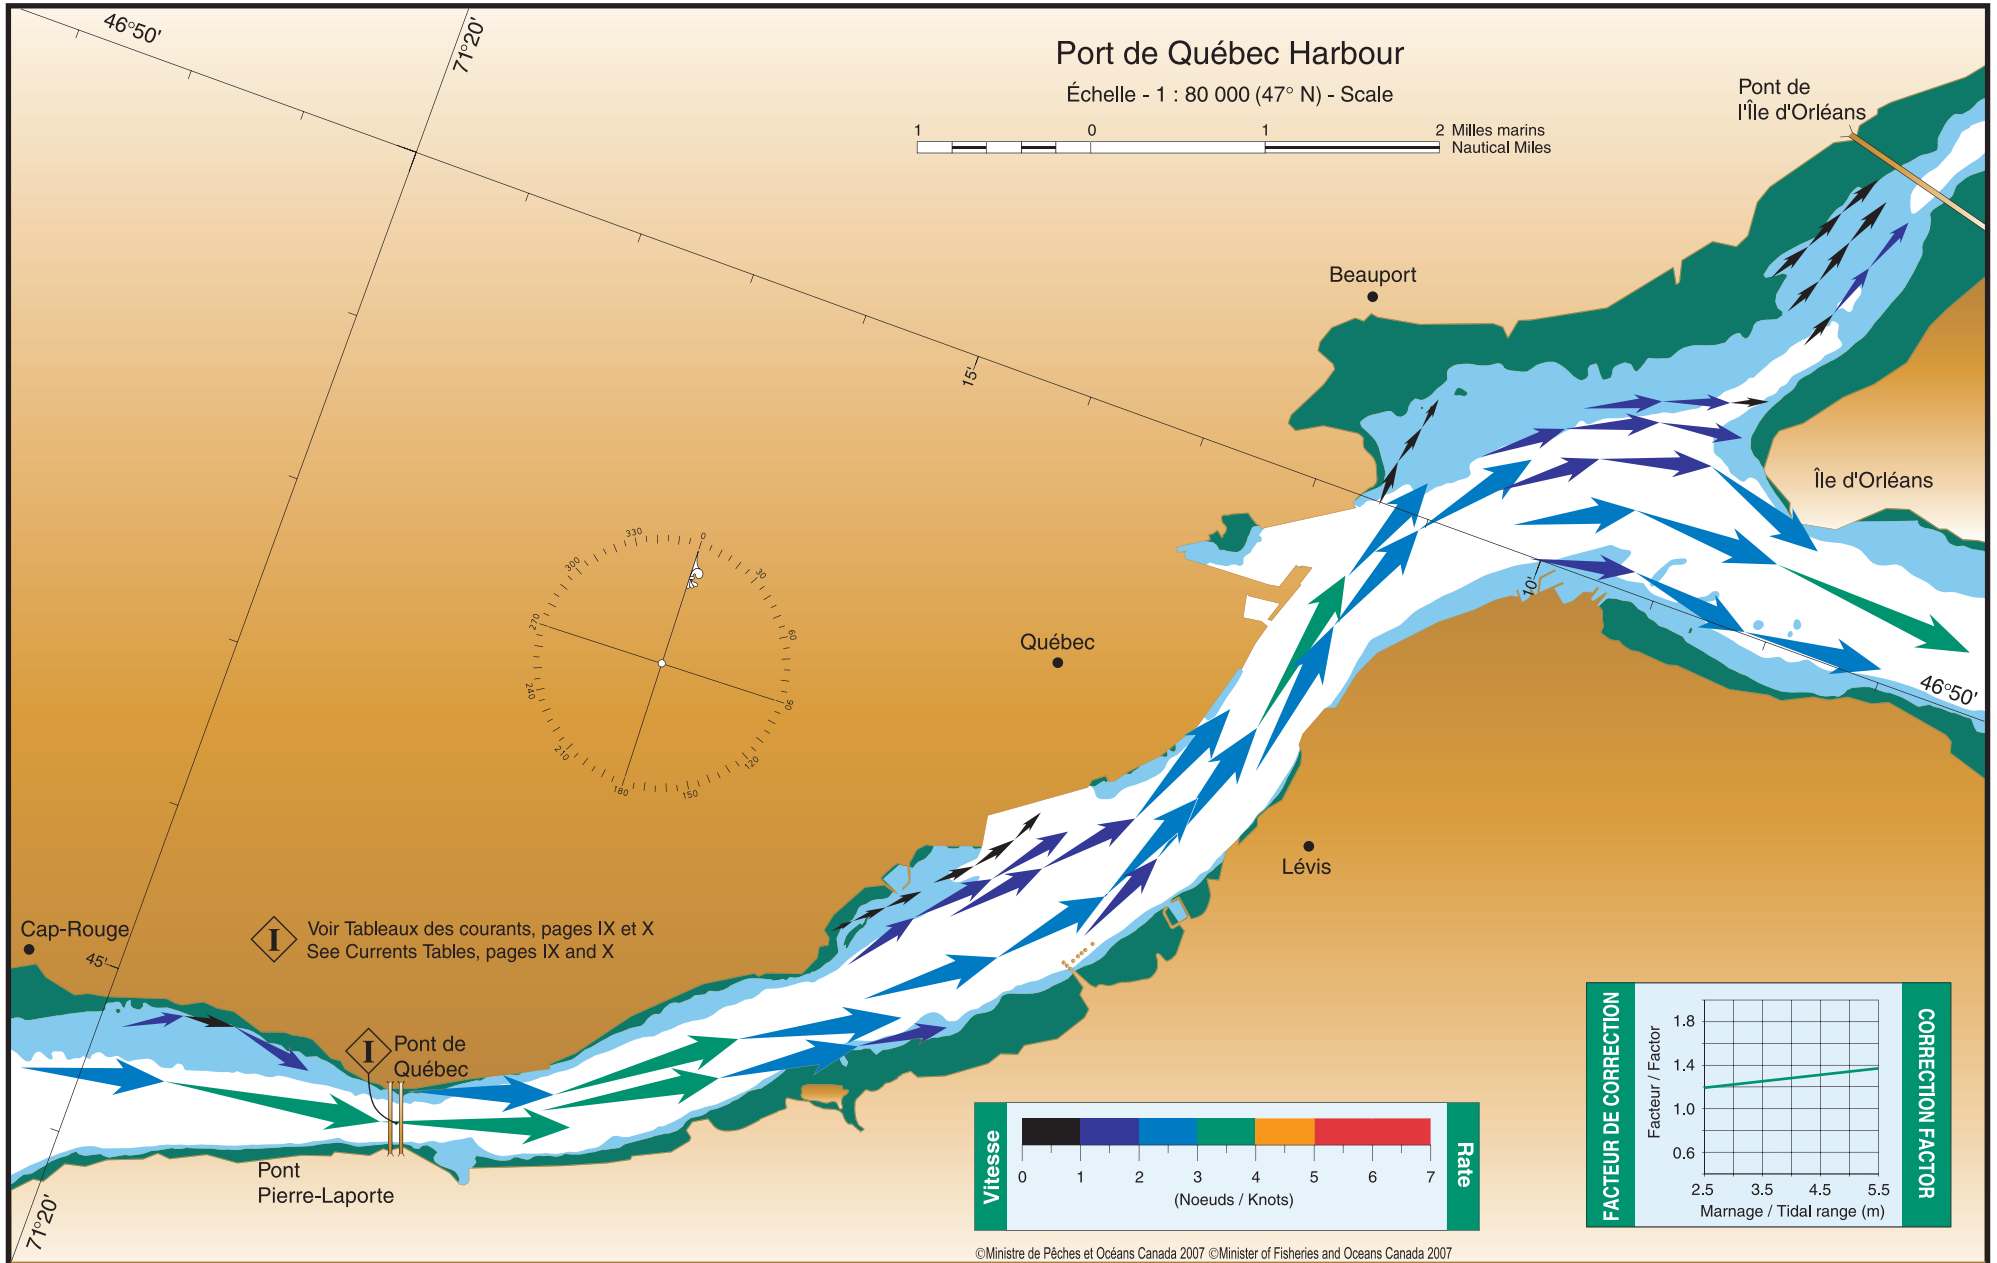 46°50'
71°20'
Port de Québec Harbour
Échelle - 1 : 80 000 (47° N) - Scale
1 0 1 2 Milles marins
Nautical Miles
Pont de
l'Île d'Orléans
Beauport
15'
Île d'Orléans
10'
46°50'
0
30
60
90
120
150
180
210
240
270
300
330
Québec
Lévis
Cap-Rouge
45'
I
Voir Tableaux des courants, pages IX et X
See Currents Tables, pages IX and X
I
Pont de
Québec
Pont
Pierre-Laporte
71°20'
Vitesse
0 1 2 3 4 5 6 7
(Noeuds / Knots)
Rate
FACTEUR DE CORRECTION
Facteur / Factor
1.8
1.4
1.0
0.6
2.5 3.5 4.5 5.5
Marnage / Tidal range (m)
CORRECTION FACTOR
©Ministre de Pêches et Océans Canada 2007 ©Minister of Fisheries and Oceans Canada 2007